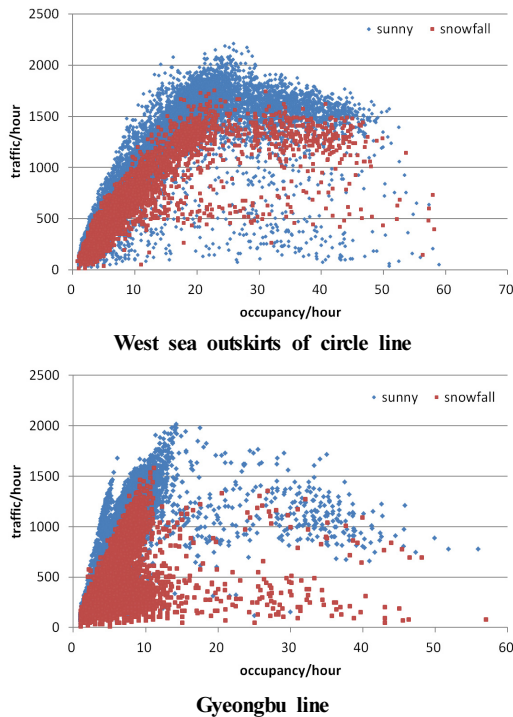 2500
sunny snowfall
2000
1500
traffic/hour
1000
500
0
0 10 20 30 40 50 60 70
occupancy/hour
West sea outskirts of circle line
2500
sunny snowfall
2000
1500
traffic/hour
1000
500
0
0 10 20 30 40 50 60
occupancy/hour
Gyeongbu line